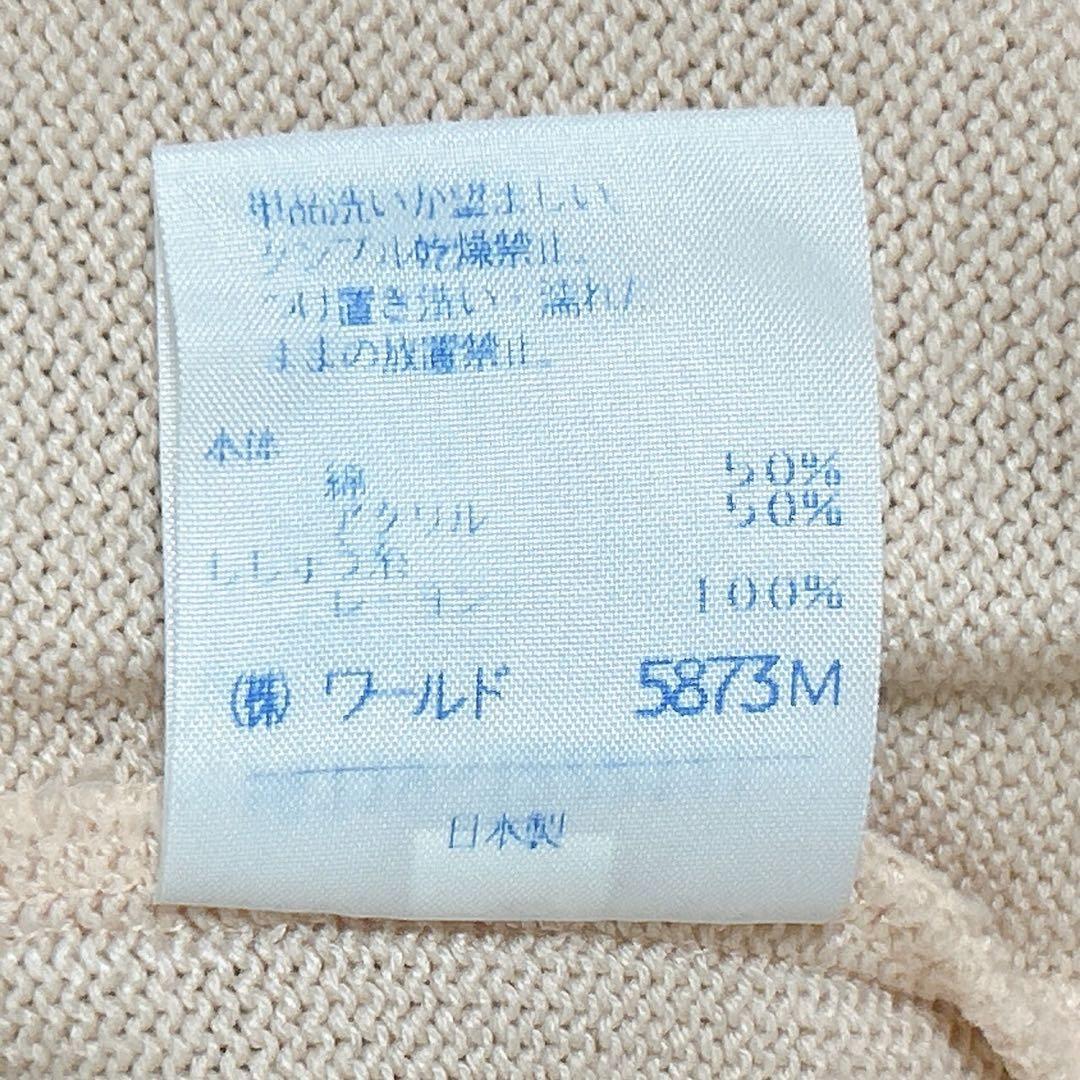 単品洗いが望ましい
タンブル乾燥禁止。
つけ置き洗い・濡れた
ままの放置禁止。
本体
綿 50%
アクリル 50%
ししゅう糸
レーヨン 100%
(株) ワールド 5873M
日本製